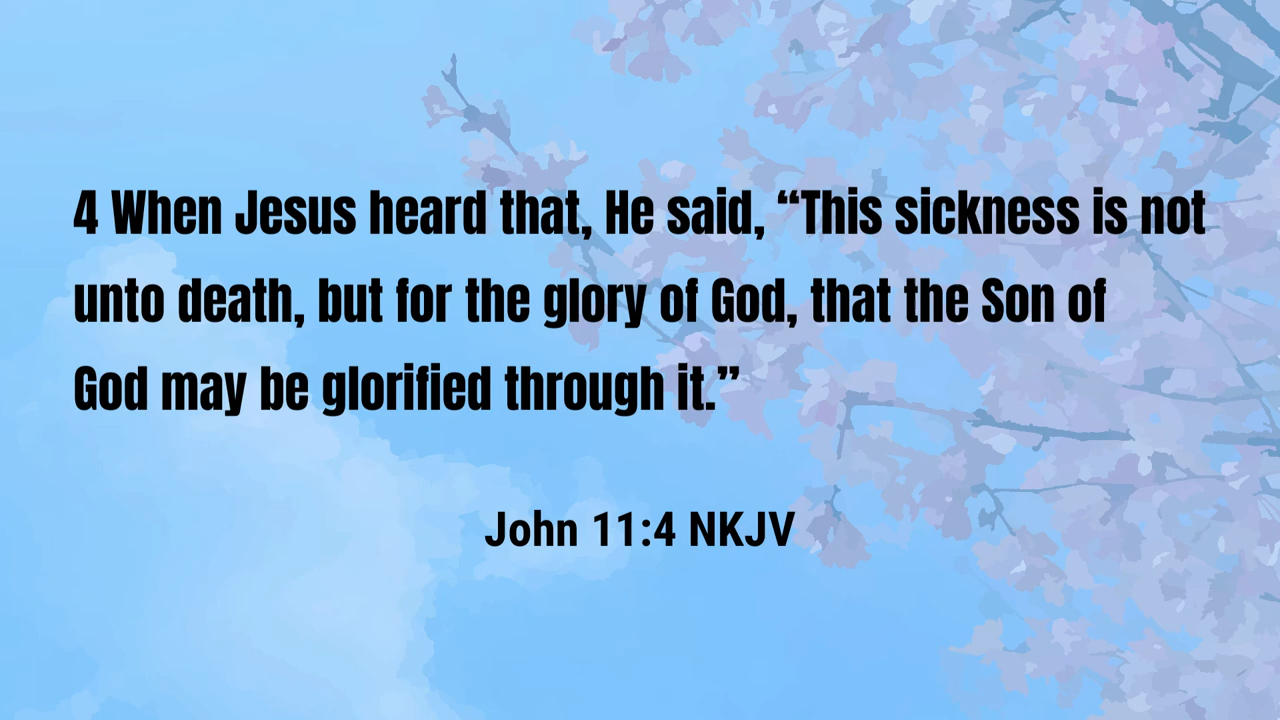 4 When Jesus heard that, He said, “This sickness is not
unto death, but for the glory of God, that the Son of
God may be glorified through it.”
John 11:4 NKJV